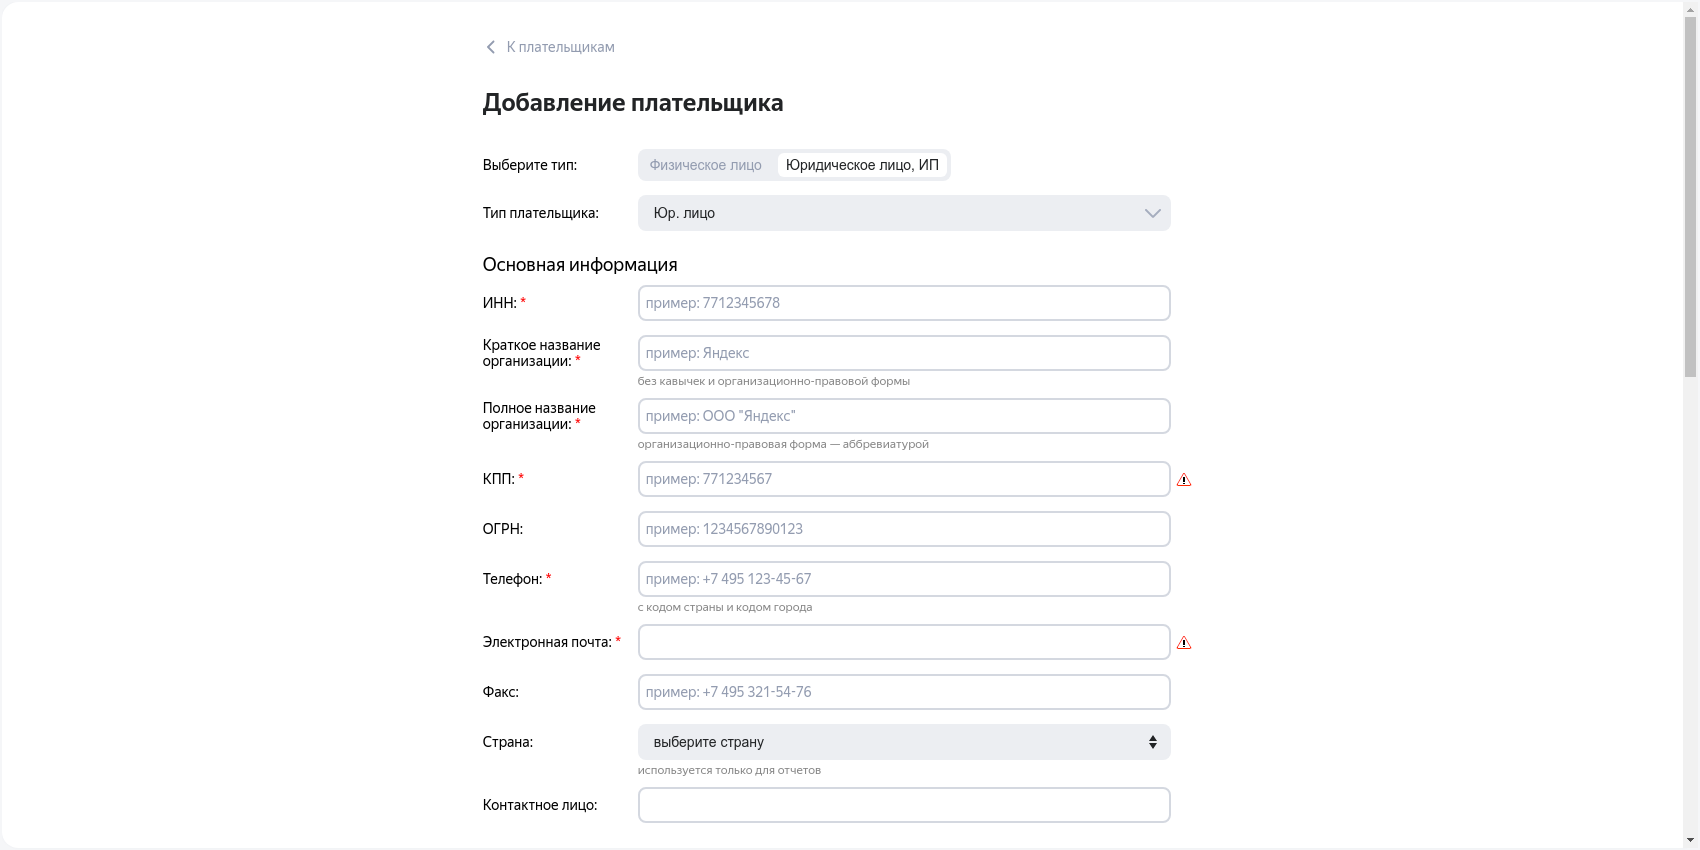 К плательщикам
Добавление плательщика
Выберите тип:
Физическое лицо
Юридическое лицо, ИП
Тип плательщика:
Юр. лицо
Основная информация
ИНН: *
пример: 7712345678
Краткое название
организации: *
пример: Яндекс
без кавычек и организационно-правовой формы
Полное название
организации: *
пример: ООО "Яндекс"
организационно-правовая форма — аббревиатурой
КПП: *
пример: 771234567
ОГРН:
пример: 1234567890123
Телефон: *
пример: +7 495 123-45-67
с кодом страны и кодом города
Электронная почта: *
Факс:
пример: +7 495 321-54-76
Страна:
выберите страну
используется только для отчетов
Контактное лицо: